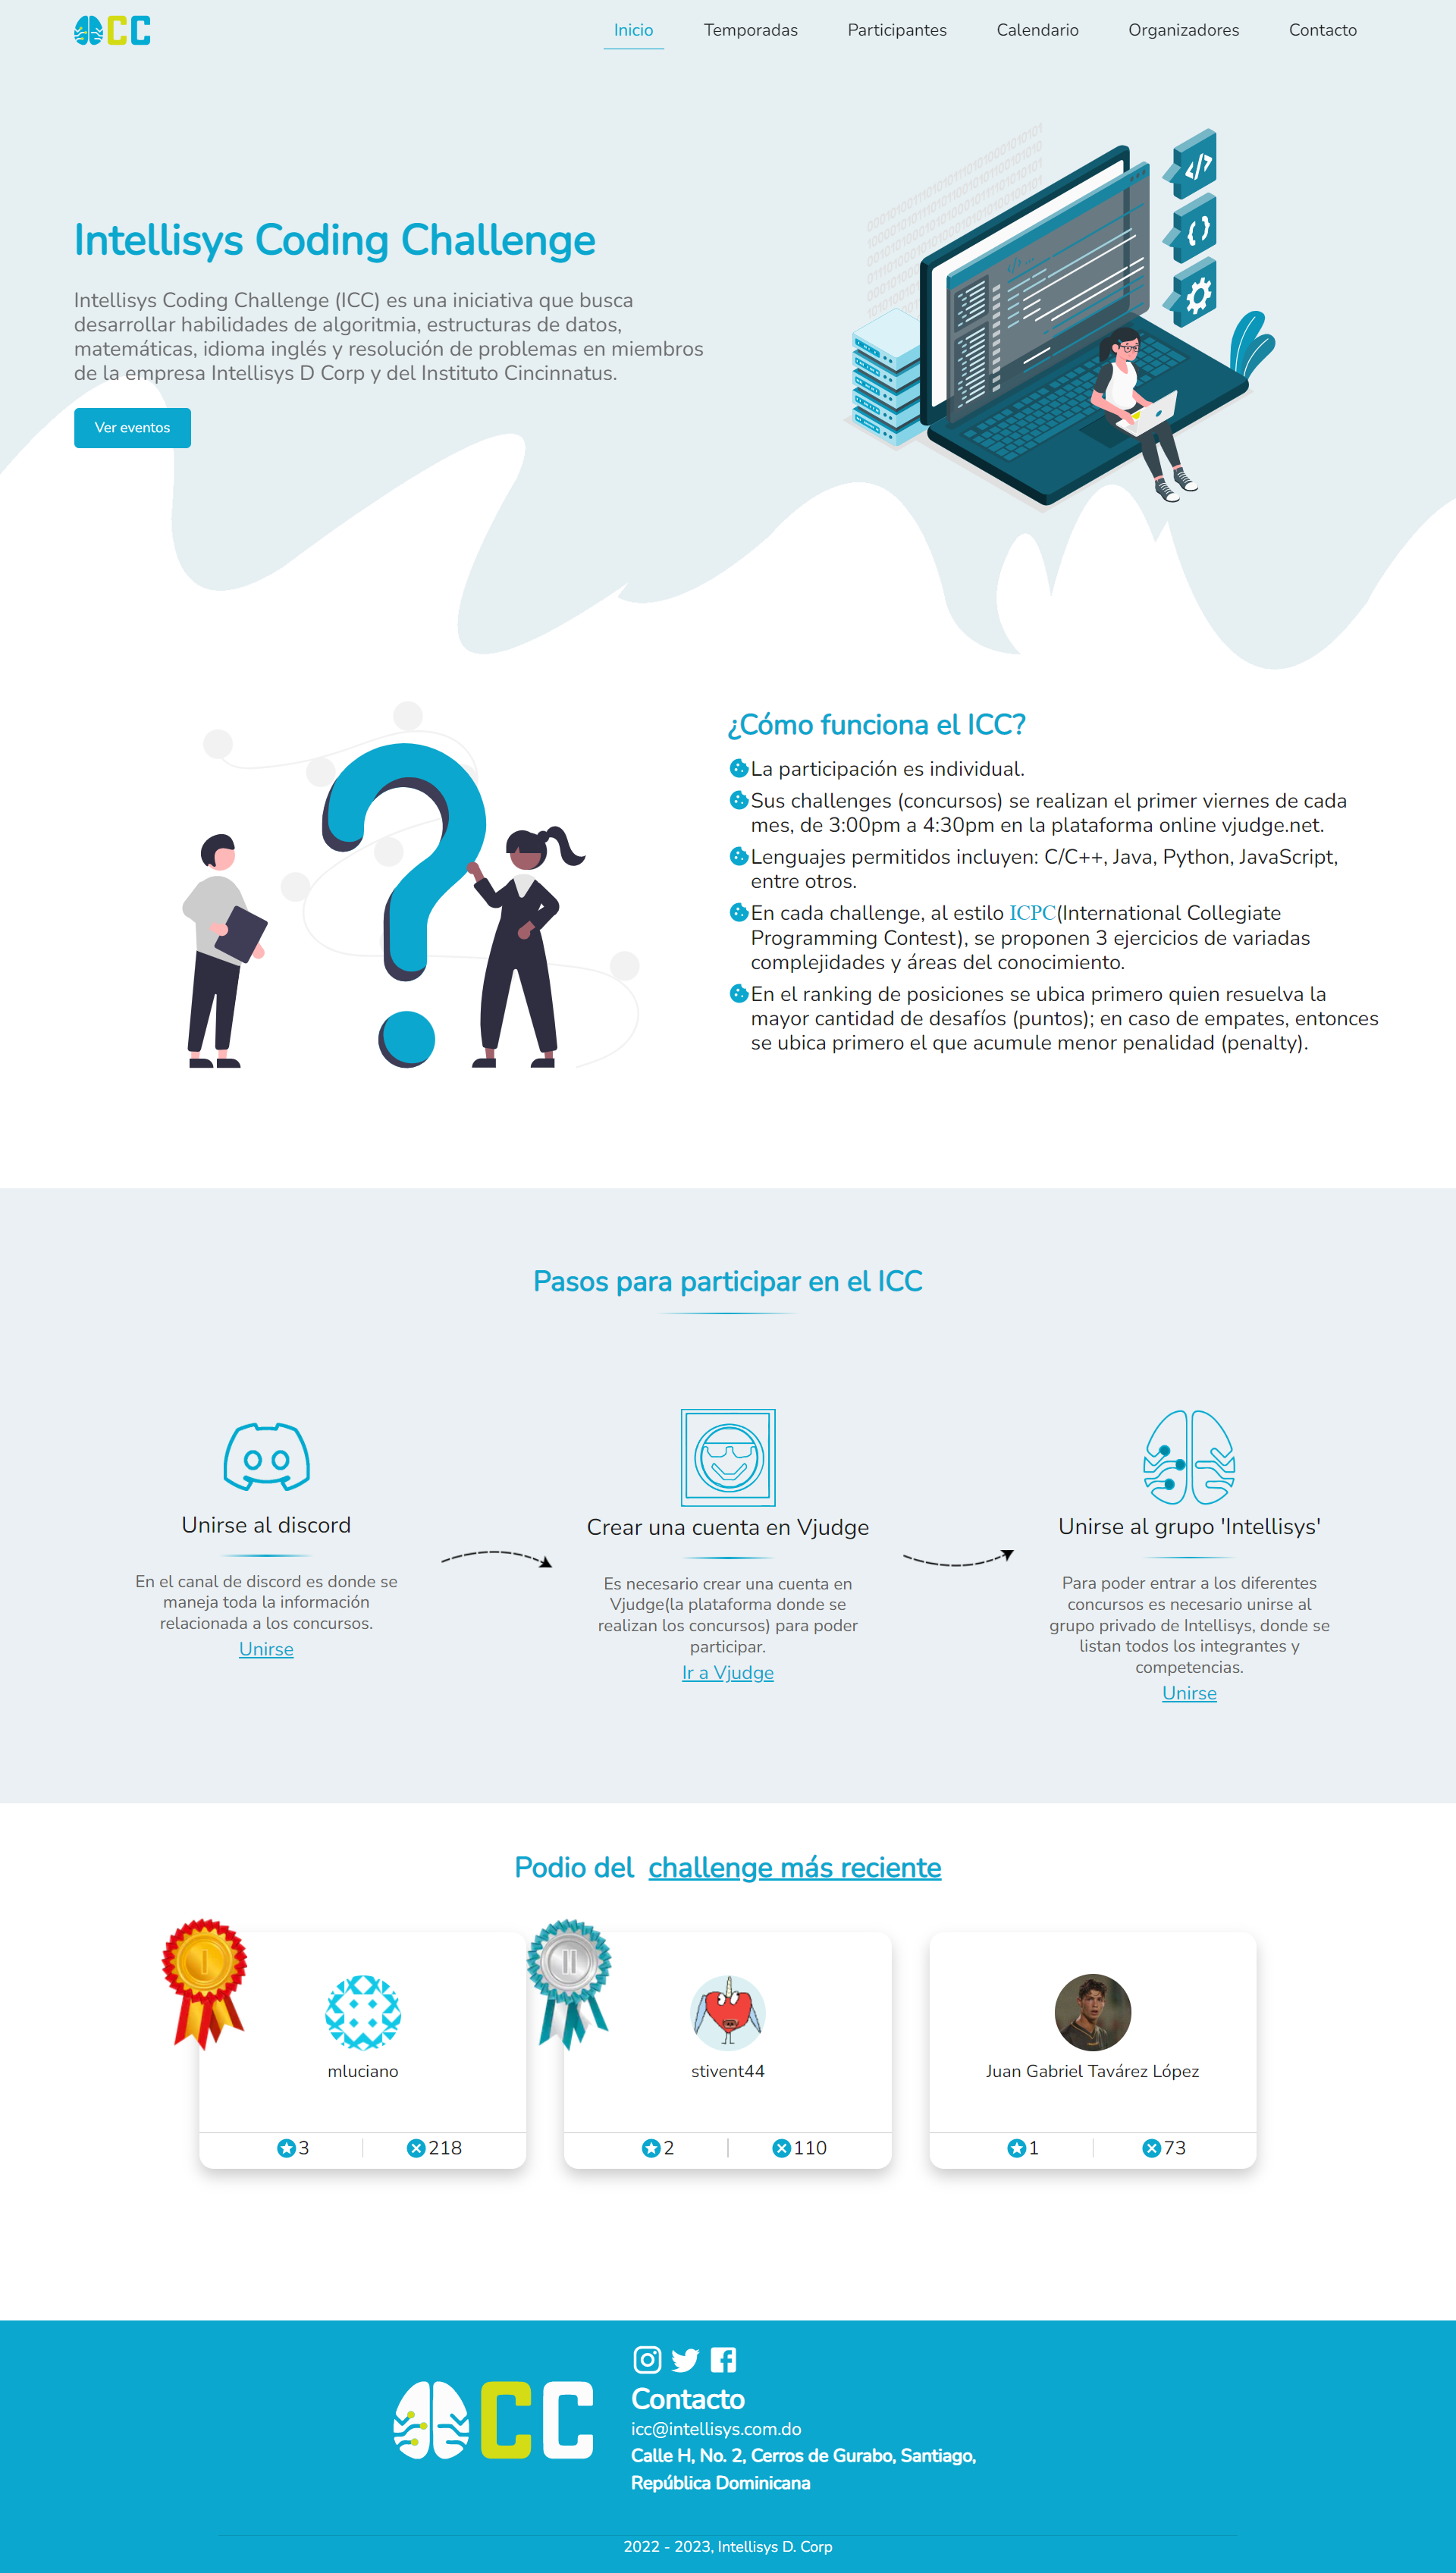 CC
Inicio
Temporadas
Participantes
Calendario
Organizadores
Contacto
Intellisys Coding Challenge
Intellisys Coding Challenge (ICC) es una iniciativa que busca
desarrollar habilidades de algoritmia, estructuras de datos,
matemáticas, idioma inglés y resolución de problemas en miembros
de la empresa Intellisys D Corp y del Instituto Cincinnatus.
Ver eventos
¿Cómo funciona el ICC?
La participación es individual.
Sus challenges (concursos) se realizan el primer viernes de cada
mes, de 3:00pm a 4:30pm en la plataforma online vjudge.net.
Lenguajes permitidos incluyen: C/C++, Java, Python, JavaScript,
entre otros.
En cada challenge, al estilo ICPC(International Collegiate
Programming Contest), se proponen 3 ejercicios de variadas
complejidades y áreas del conocimiento.
En el ranking de posiciones se ubica primero quien resuelva la
mayor cantidad de desafíos (puntos); en caso de empates, entonces
se ubica primero el que acumule menor penalidad (penalty).
Pasos para participar en el ICC
Unirse al discord
En el canal de discord es donde se
maneja toda la información
relacionada a los concursos.
Unirse
Crear una cuenta en Vjudge
Es necesario crear una cuenta en
Vjudge(la plataforma donde se
realizan los concursos) para poder
participar.
Ir a Vjudge
Unirse al grupo 'Intellisys'
Para poder entrar a los diferentes
concursos es necesario unirse al
grupo privado de Intellisys, donde se
listan todos los integrantes y
competencias.
Unirse
Podio del challenge más reciente
I
mluciano
3
218
II
stivent44
2
110
Juan Gabriel Tavárez López
1
73
CC
Contacto
icc@intellisys.com.do
Calle H, No. 2, Cerros de Gurabo, Santiago,
República Dominicana
2022 - 2023, Intellisys D. Corp